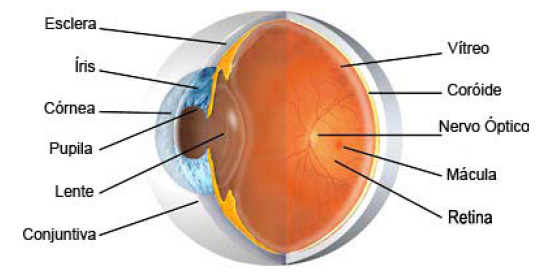 Esclera
Íris
Córnea
Pupila
Lente
Conjuntiva
Vítreo
Coróide
Nervo Óptico
Mácula
Retina